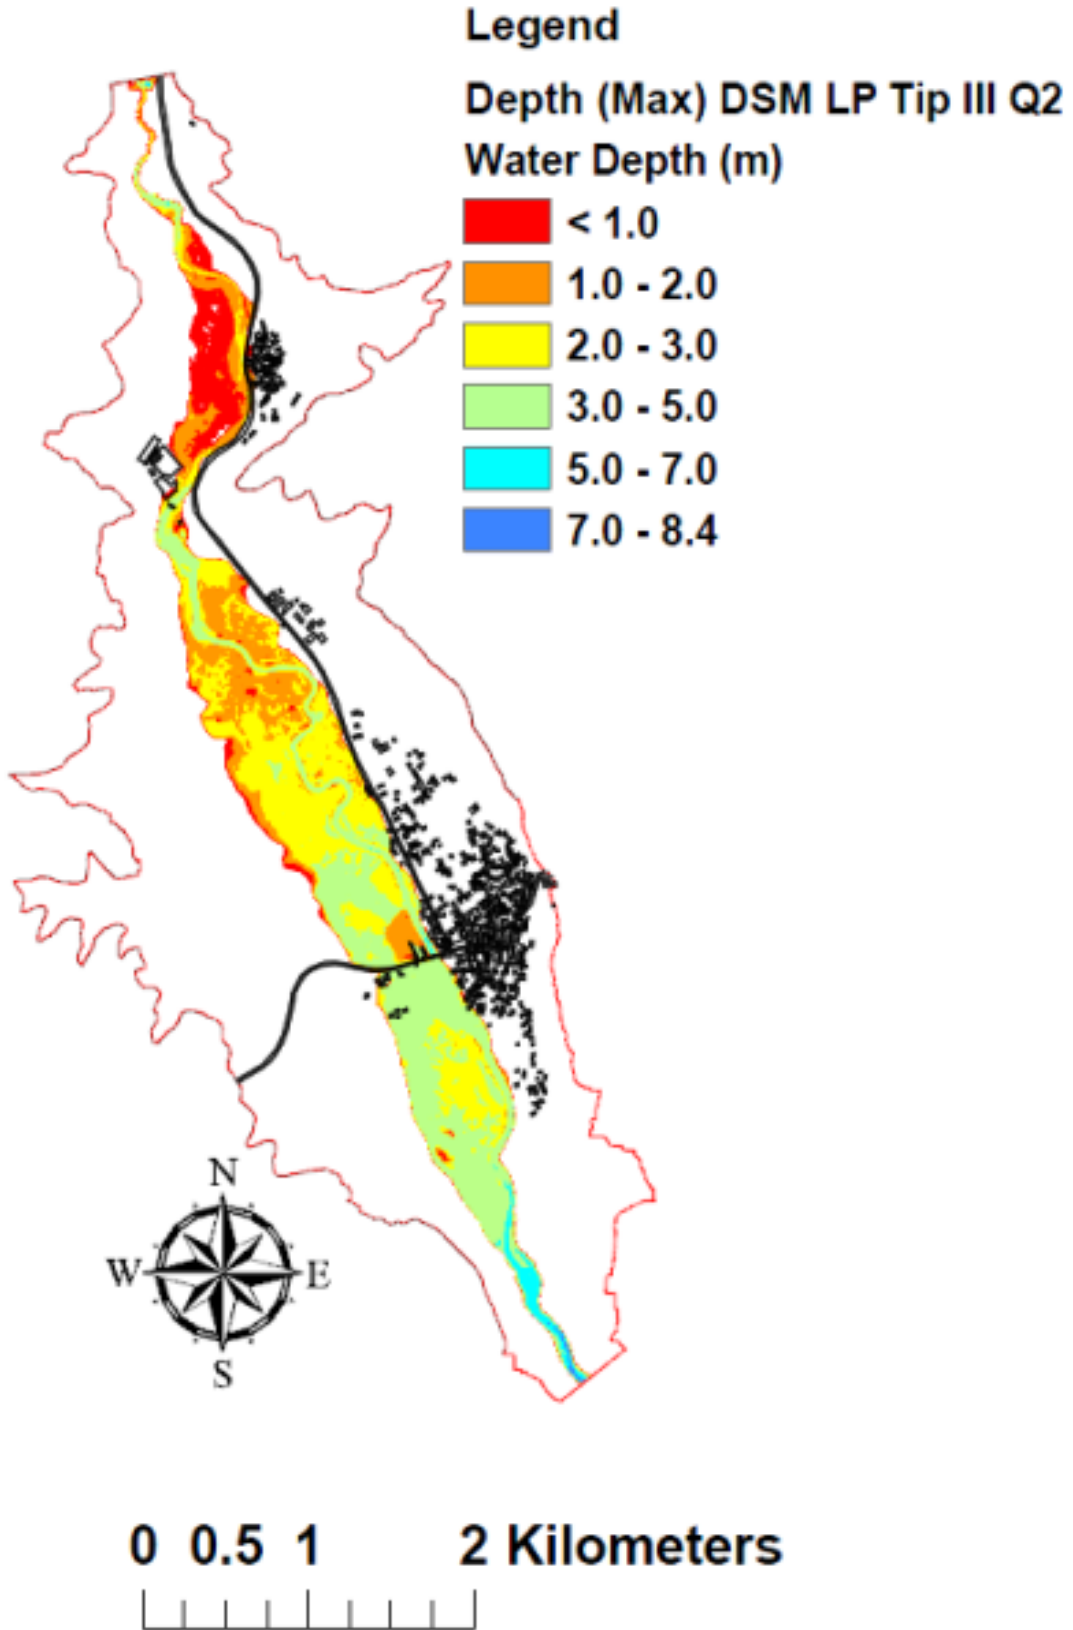 Legend
Depth (Max) DSM LP Tip III Q2
Water Depth (m)
< 1.0
1.0 - 2.0
2.0 - 3.0
3.0 - 5.0
5.0 - 7.0
7.0 - 8.4
N
W E
S
0 0.5 1 2 Kilometers